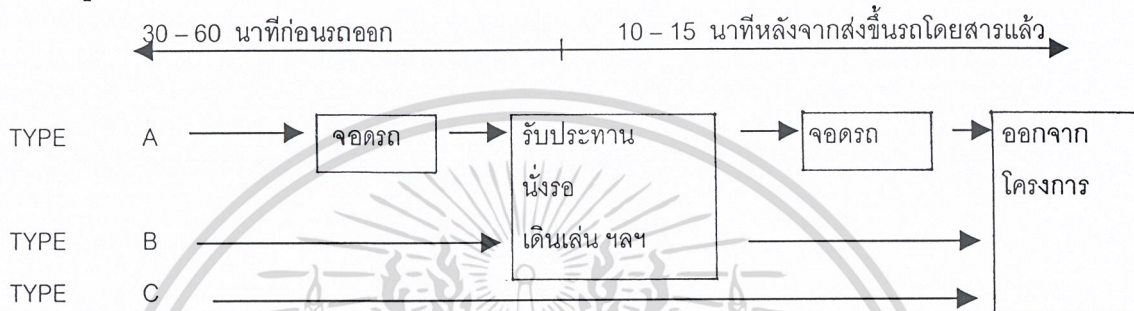 30 – 60 นาทีก่อนรถออก
10 – 15 นาทีหลังจากส่งขึ้นรถโดยสารแล้ว
TYPE A จอดรถ รับประทาน จอดรถ ออกจาก
นั่งรอ โครงการ
TYPE B เดินเล่น ฯลฯ
TYPE C